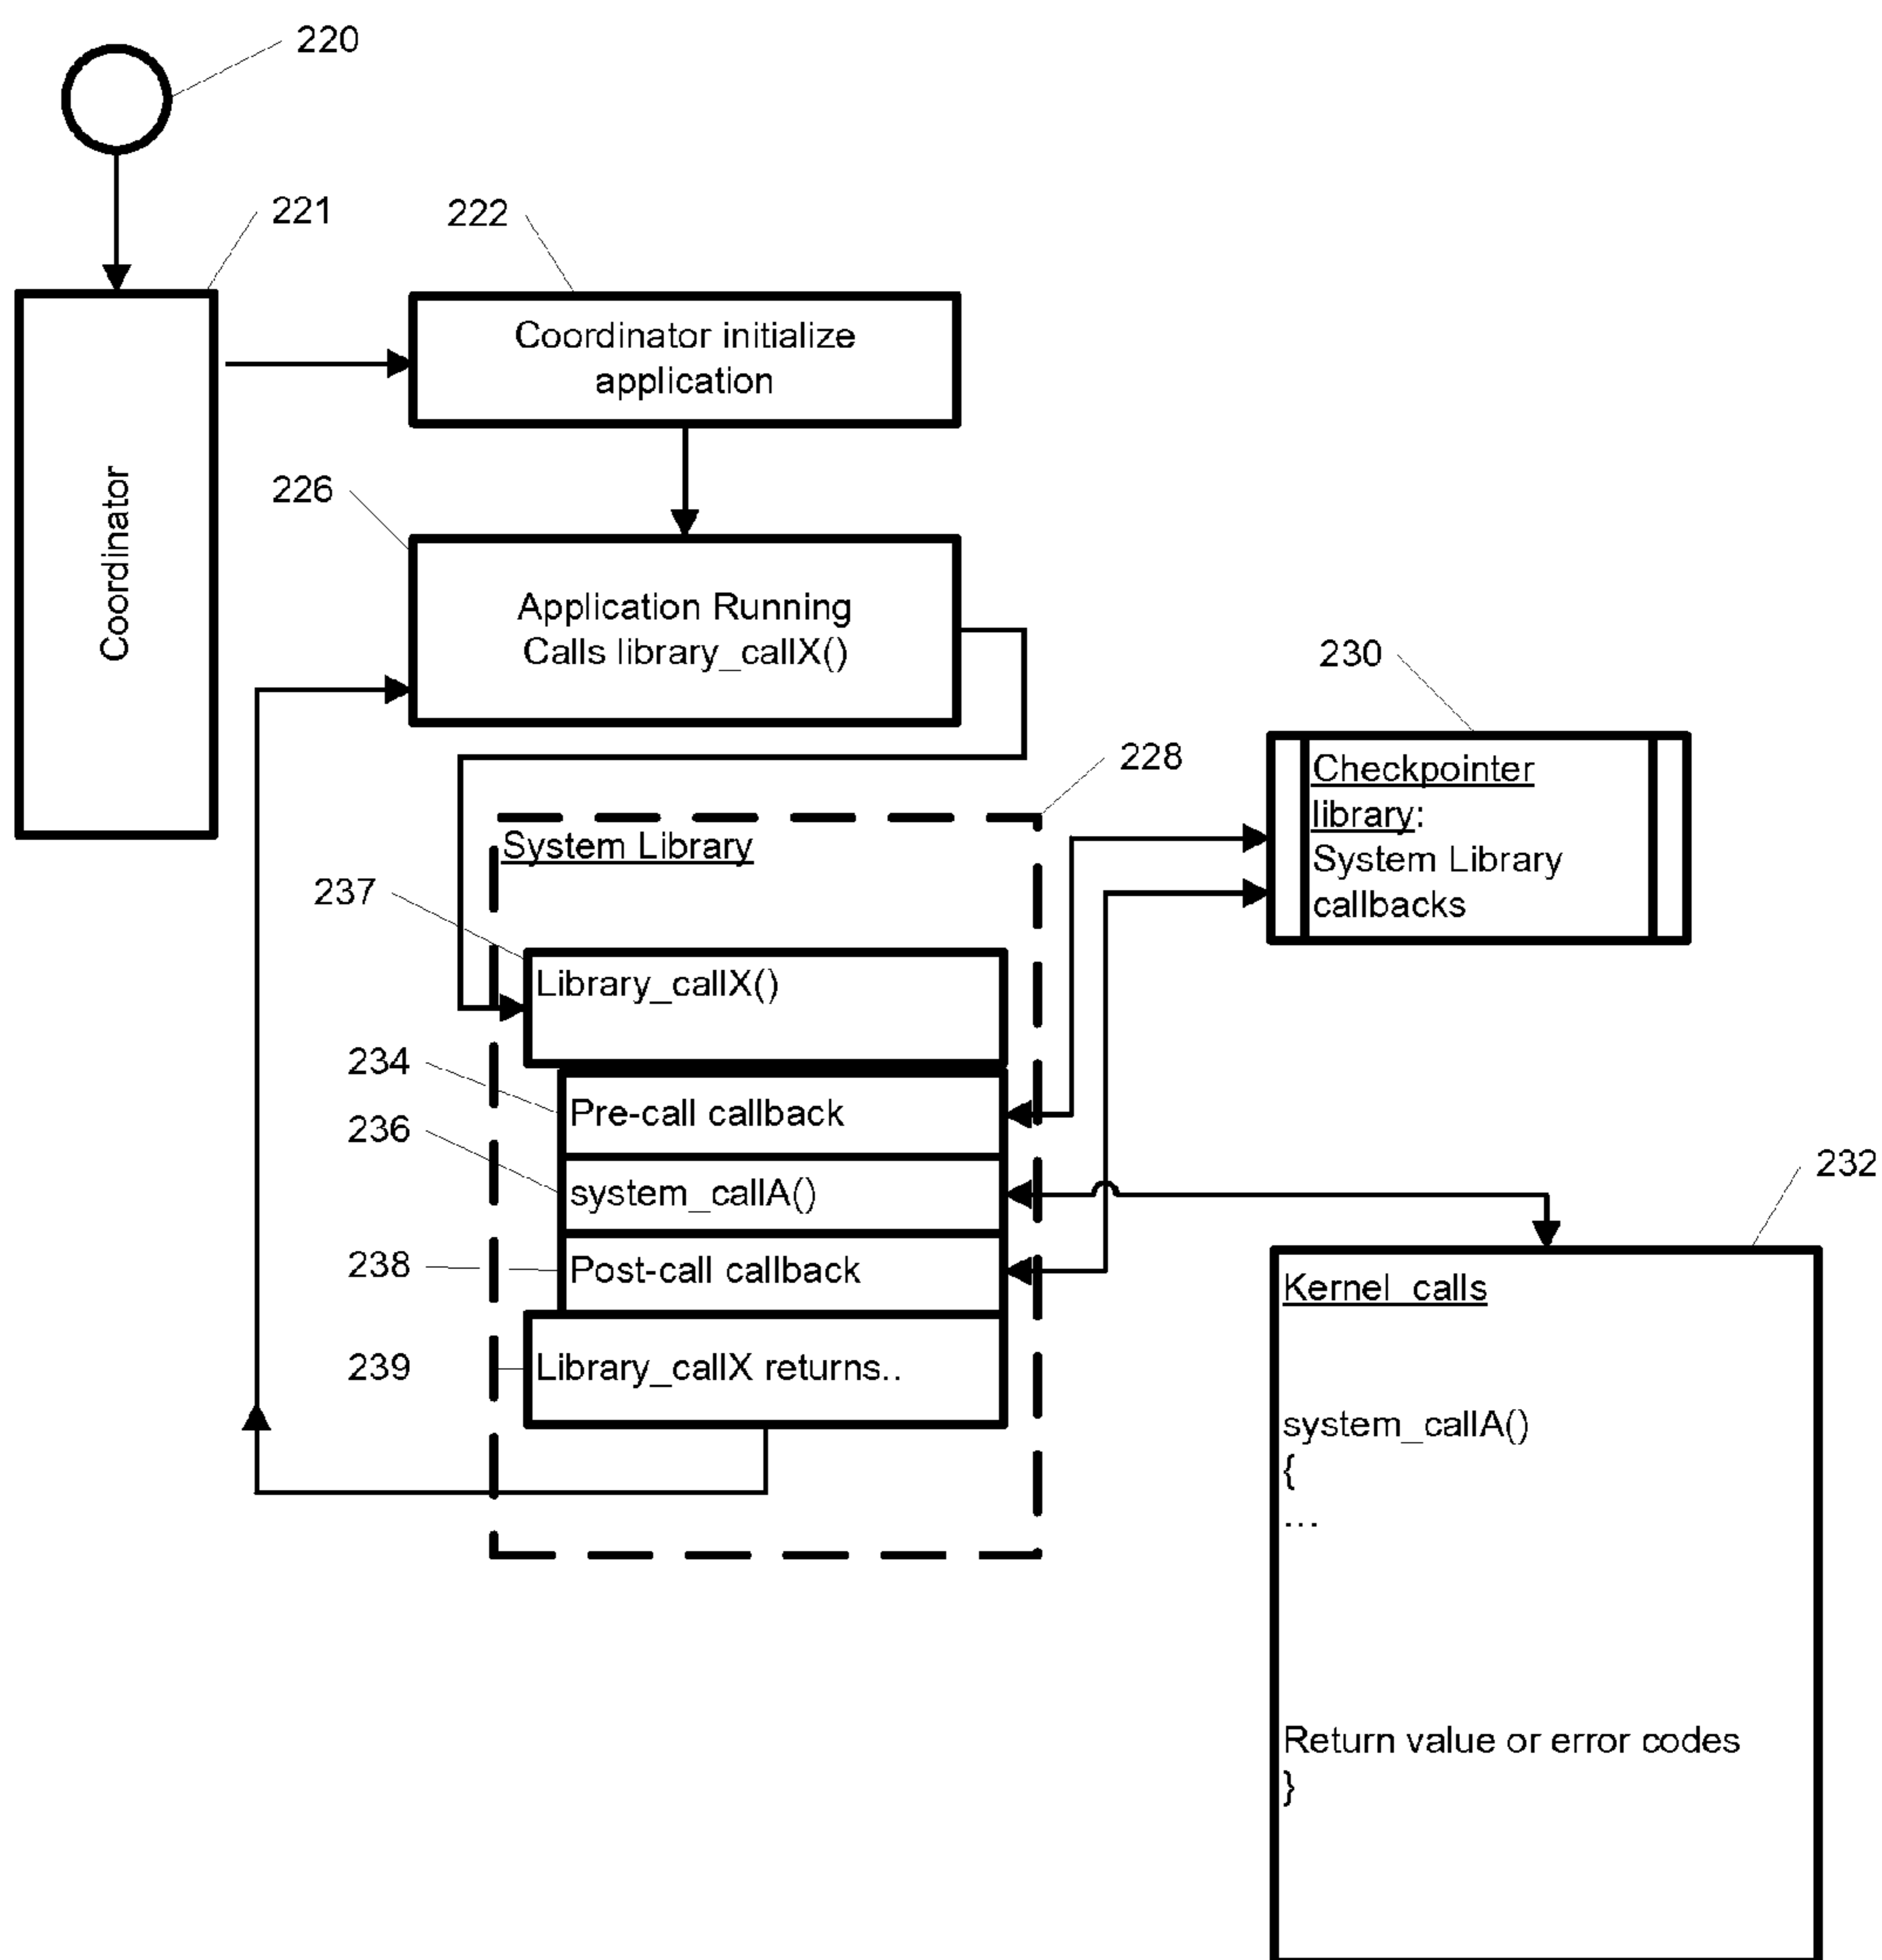 220
221
222
Coordinator initialize
application
Coordinator
226
Application Running
Calls library_callX()
230
228
Checkpointer
library:
System Library
callbacks
System Library
237
Library_callX()
234
Pre-call callback
236
system_callA()
232
238
Post-call callback
Kernel calls
239
Library_callX returns..
system_callA()
{
...
Return value or error codes
}